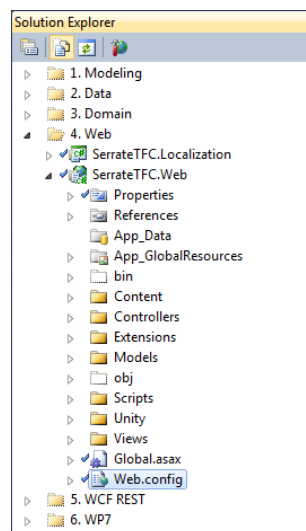 Solution Explorer
1. Modeling
2. Data
3. Domain
4. Web
SerrateTFC.Localization
SerrateTFC.Web
Properties
References
App_Data
App_GlobalResources
bin
Content
Controllers
Extensions
Models
obj
Scripts
Unity
Views
Global.asax
Web.config
5. WCF REST
6. WP7